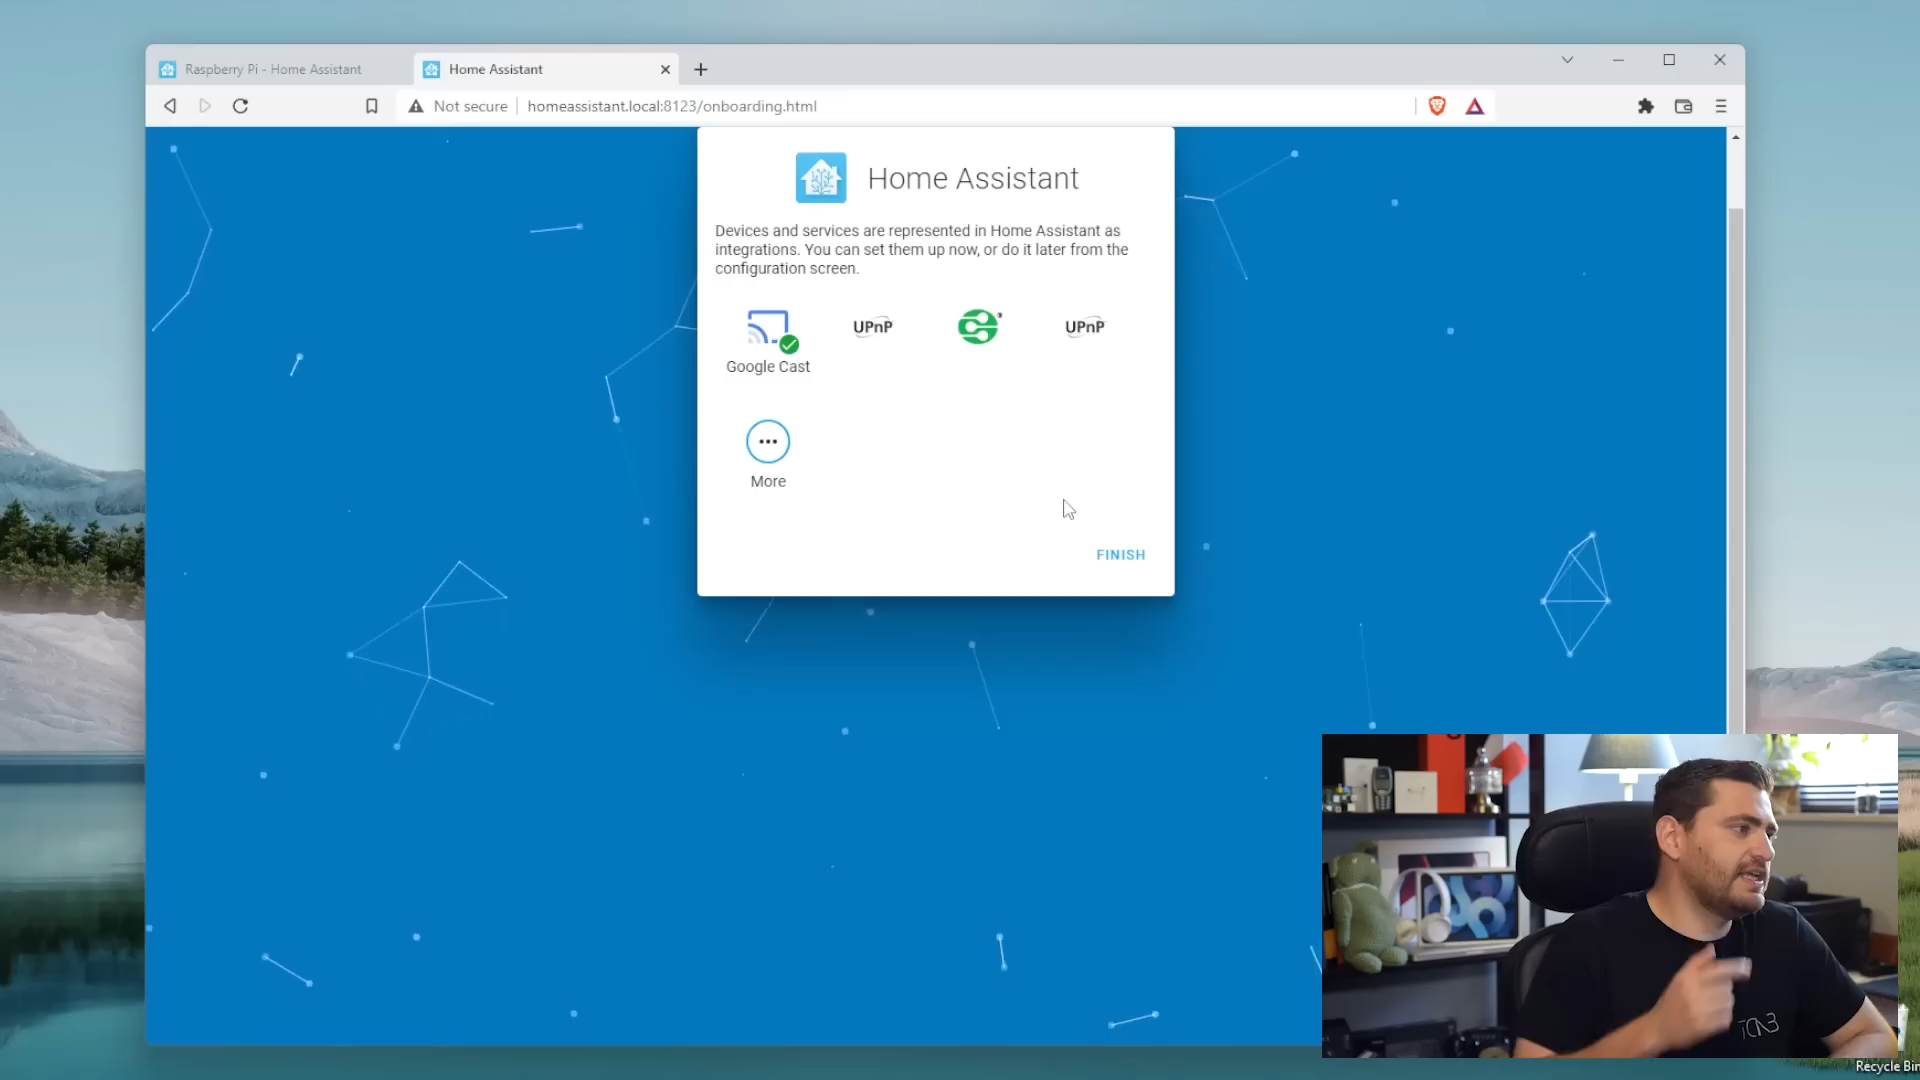 Raspberry Pi - Home Assistant
Home Assistant
Not secure
homeassistant.local:8123/onboarding.html
Home Assistant
Devices and services are represented in Home Assistant as
integrations. You can set them up now, or do it later from the
configuration screen.
UPnP
UPnP
Google Cast
More
FINISH
Recycle Bin